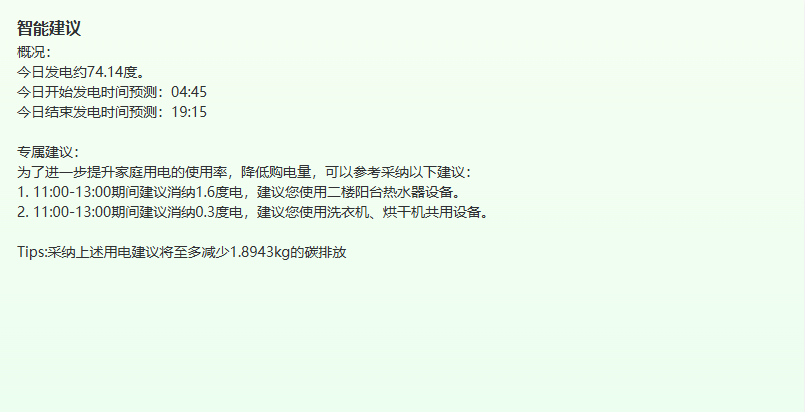 智能建议
概况：
今日发电约74.14度。
今日开始发电时间预测：04:45
今日结束发电时间预测：19:15
专属建议：
为了进一步提升家庭用电的使用率，降低购电量，可以参考采纳以下建议：
1. 11:00-13:00期间建议消纳1.6度电，建议您使用二楼阳台热水器设备。
2. 11:00-13:00期间建议消纳0.3度电，建议您使用洗衣机、烘干机共用设备。
Tips:采纳上述用电建议将至多减少1.8943kg的碳排放